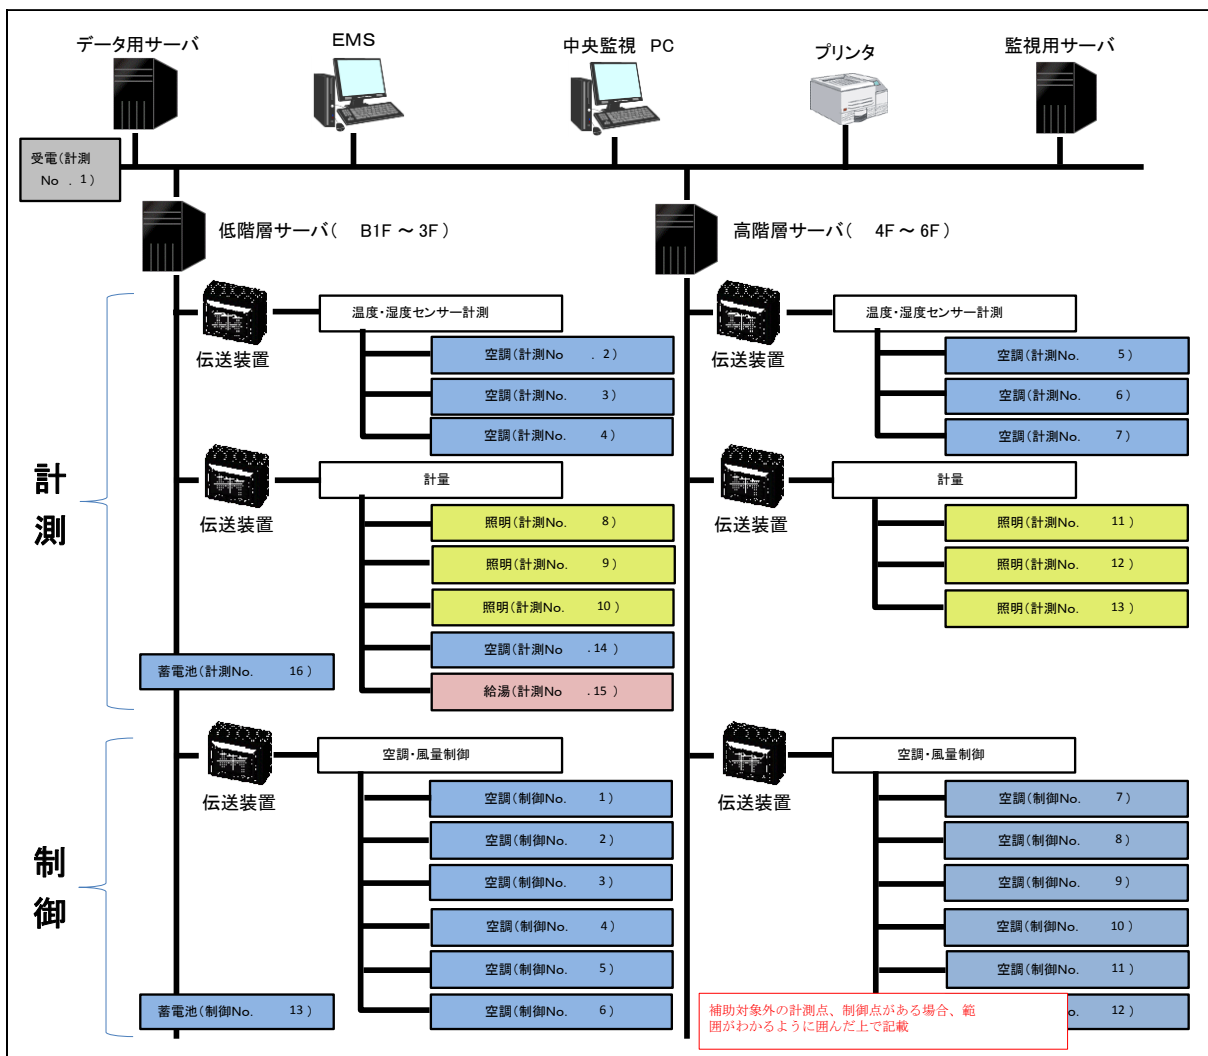 データ用サーバ
EMS
中央監視 PC
プリンタ
監視用サーバ
受電(計測
No . 1)
低階層サーバ( B1F ~ 3F)
高階層サーバ( 4F ~ 6F)
計測
伝送装置
温度・湿度センサー計測
空調(計測No . 2)
空調(計測No. 3)
空調(計測No. 4)
伝送装置
計量
照明(計測No. 8)
照明(計測No. 9)
照明(計測No. 10)
空調(計測No .14)
給湯(計測No .15)
蓄電池(計測No. 16)
伝送装置
温度・湿度センサー計測
空調(計測No. 5)
空調(計測No. 6)
空調(計測No. 7)
伝送装置
計量
照明(計測No. 11)
照明(計測No. 12)
照明(計測No. 13)
制御
伝送装置
空調・風量制御
空調(制御No. 1)
空調(制御No. 2)
空調(制御No. 3)
空調(制御No. 4)
空調(制御No. 5)
空調(制御No. 6)
蓄電池(制御No. 13)
伝送装置
空調・風量制御
空調(制御No. 7)
空調(制御No. 8)
空調(制御No. 9)
空調(制御No. 10)
空調(制御No. 11)
o. 12)
補助対象外の計測点、制御点がある場合、範
囲がわかるように囲んだ上で記載